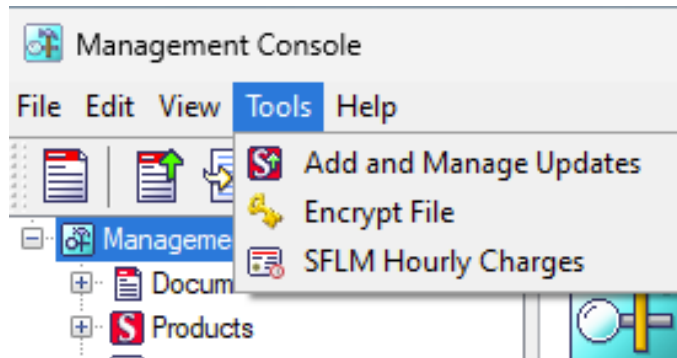 Management Console
File Edit View Tools Help
Add and Manage Updates
Encrypt File
SFLM Hourly Charges
Manageme
Docum
Products